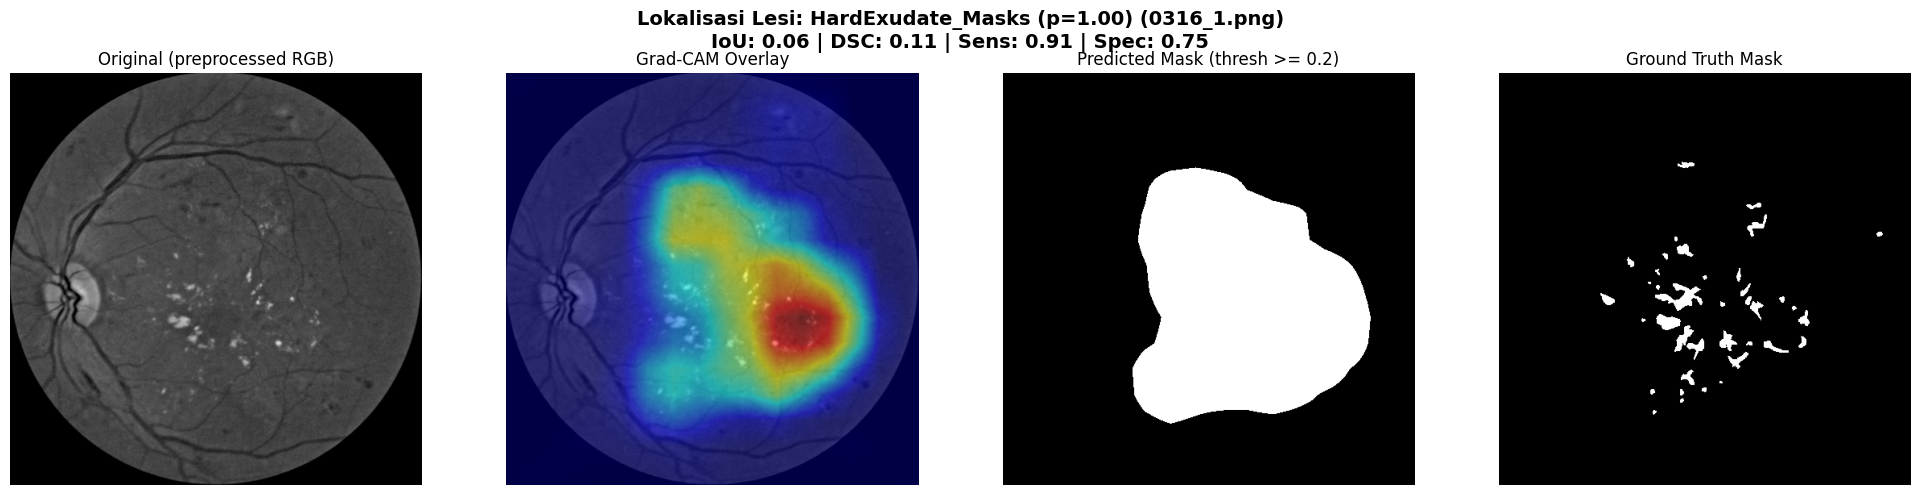 Lokalisasi Lesi: HardExudate_Masks (p=1.00) (0316_1.png)
IoU: 0.06 | DSC: 0.11 | Sens: 0.91 | Spec: 0.75
Original (preprocessed RGB)
Grad-CAM Overlay
Predicted Mask (thresh >= 0.2)
Ground Truth Mask